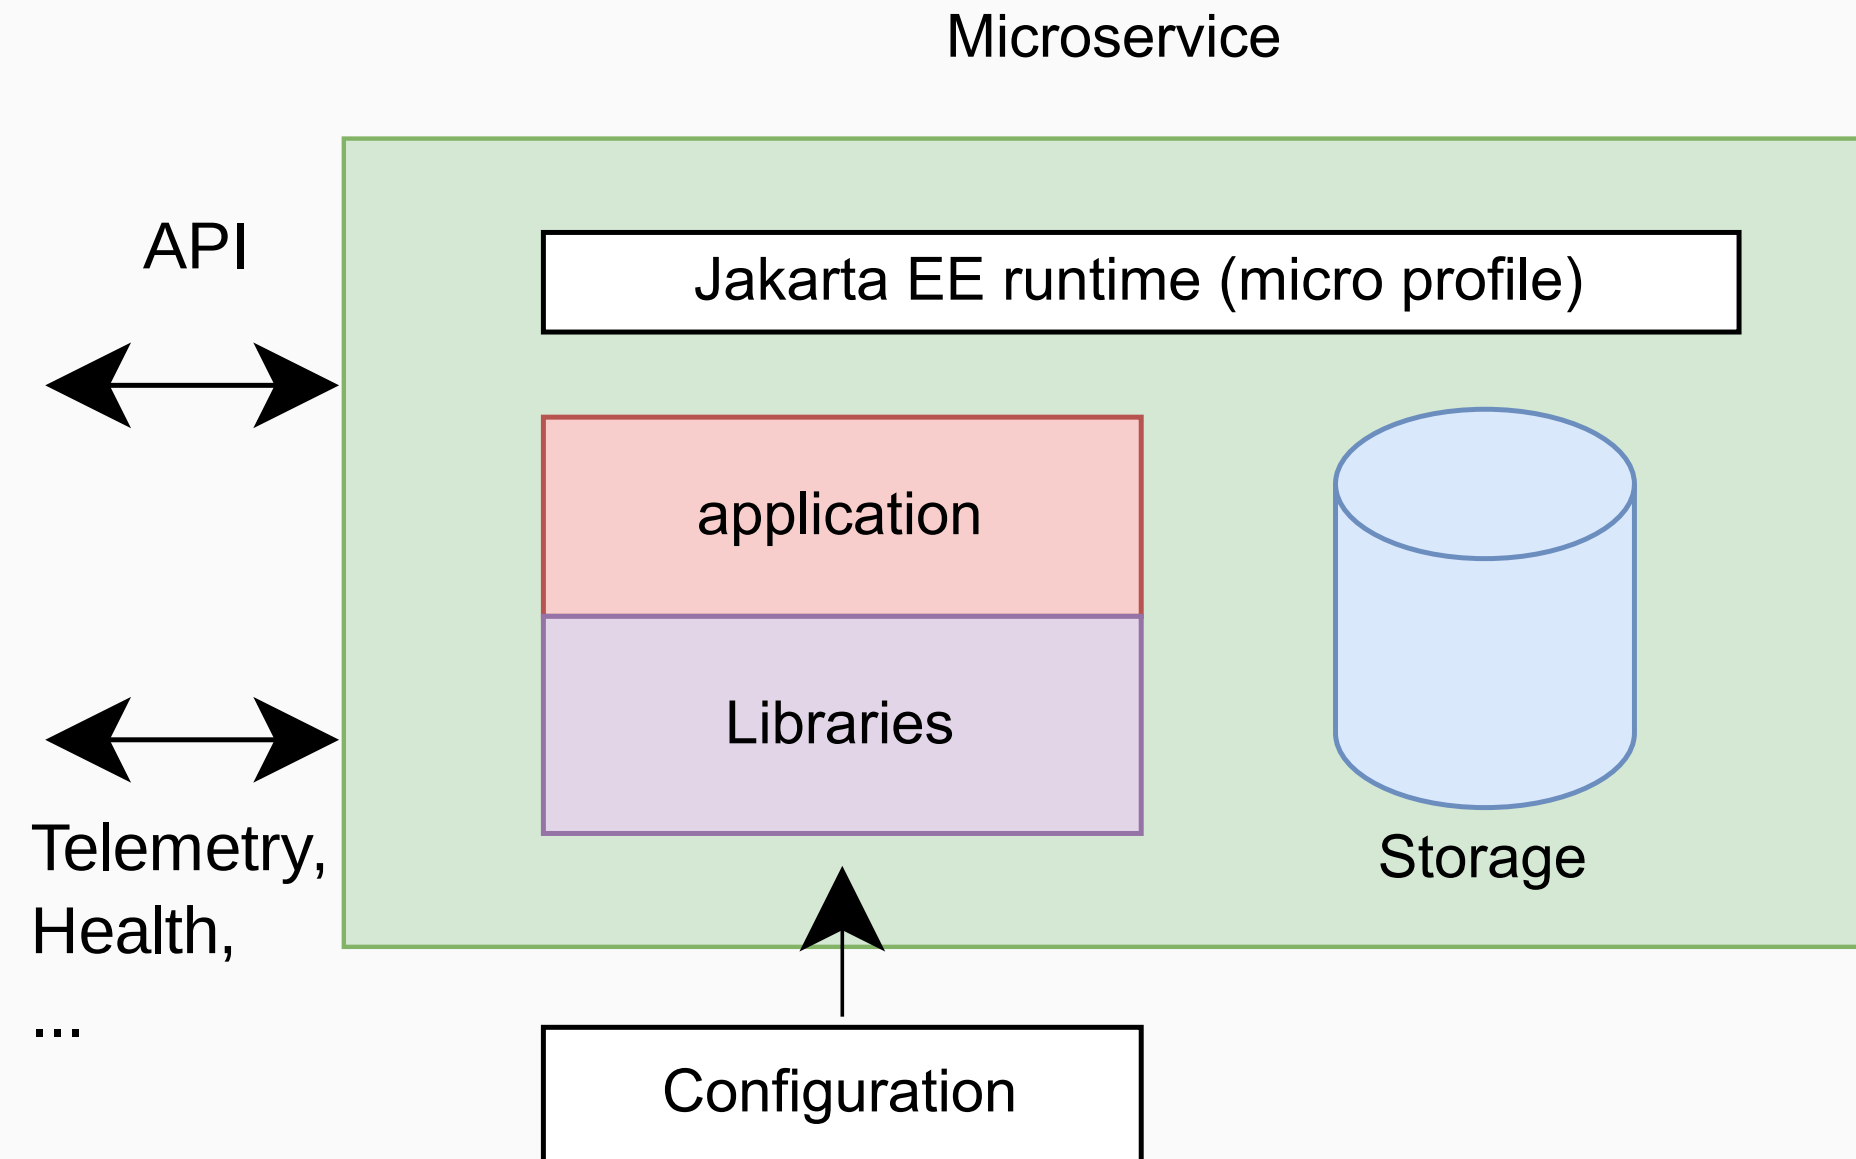 Microservice
API
Jakarta EE runtime (micro profile)
application
Libraries
Storage
Telemetry,
Health,
...
Configuration